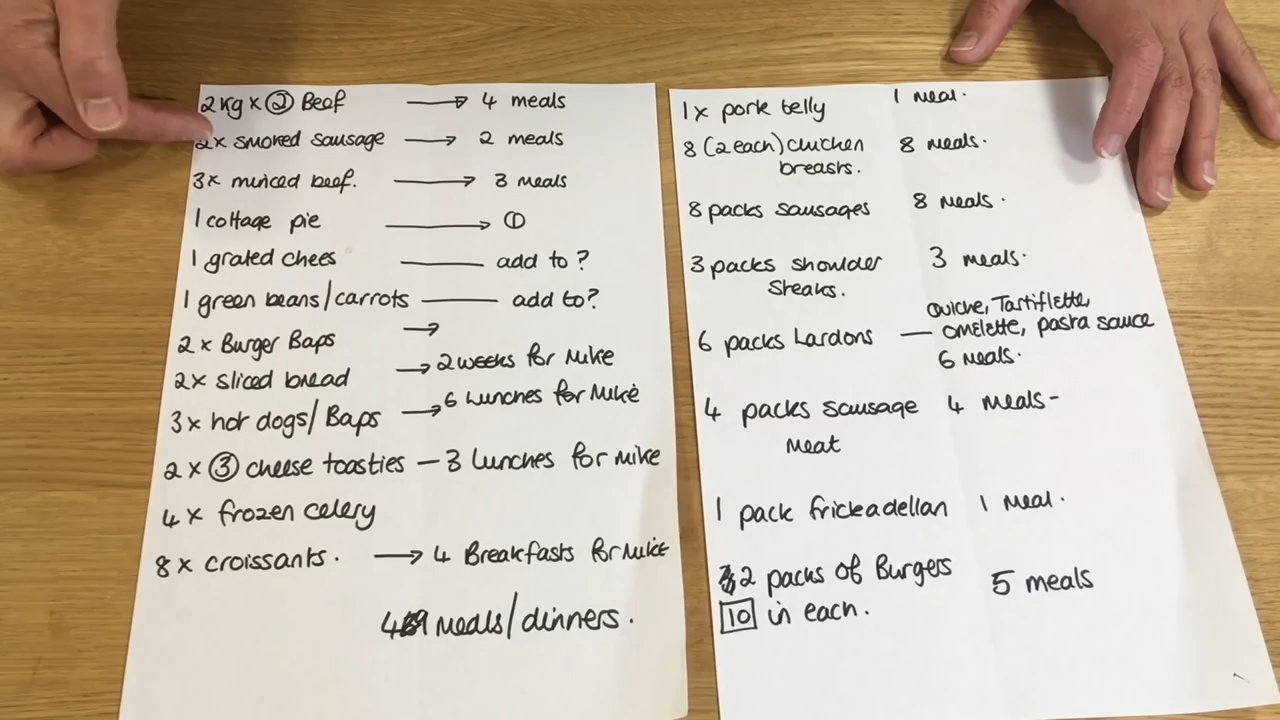 2kg x ② Beef → 4 meals
2x smoked sausage → 2 meals
3x minced beef. → 3 meals
1 cottage pie → ①
1 grated chees — add to ?
1 green beans/carrots — add to?
2 x Burger Baps →
2x sliced bread → 2 weeks for Mike
3x hot dogs/Baps → 6 Lunches for Mike
2 x ③ cheese toasties — 3 Lunches for Mike
4x frozen celery
8x croissants. → 4 Breakfasts for Mike
meals/dinners.
1x pork belly 1 meal.
8 (2 each) chicken 8 meals.
breasts.
8 packs sausages 8 meals.
3 packs shoulder 3 meals.
steaks.
Quiche, Tartiflette,
6 packs Lardons — omelette, pasta sauce
6 meals.
4 packs sausage 4 meals-
meat
1 pack frickadellan 1 meal.
2 packs of Burgers 5 meals
10 in each.